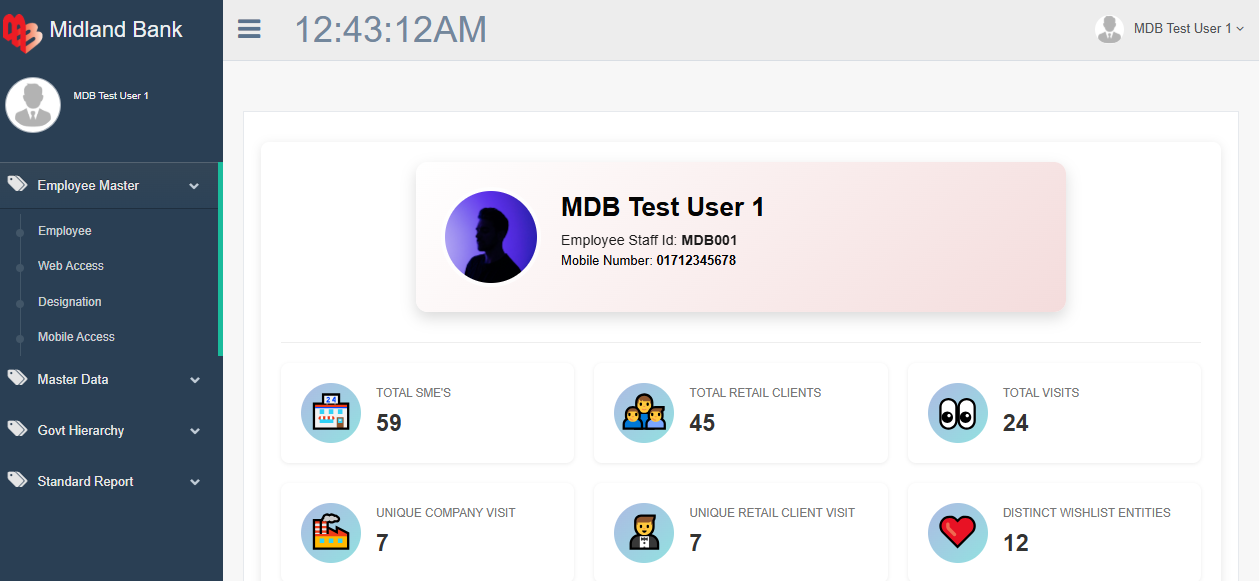 Midland Bank
12:43:12AM
MDB Test User 1
MDB Test User 1
Employee Master
Employee
Web Access
Designation
Mobile Access
Master Data
Govt Hierarchy
Standard Report
MDB Test User 1
Employee Staff Id: MDB001
Mobile Number: 01712345678
24
TOTAL SME'S
59
TOTAL RETAIL CLIENTS
45
TOTAL VISITS
24
UNIQUE COMPANY VISIT
7
UNIQUE RETAIL CLIENT VISIT
7
DISTINCT WISHLIST ENTITIES
12